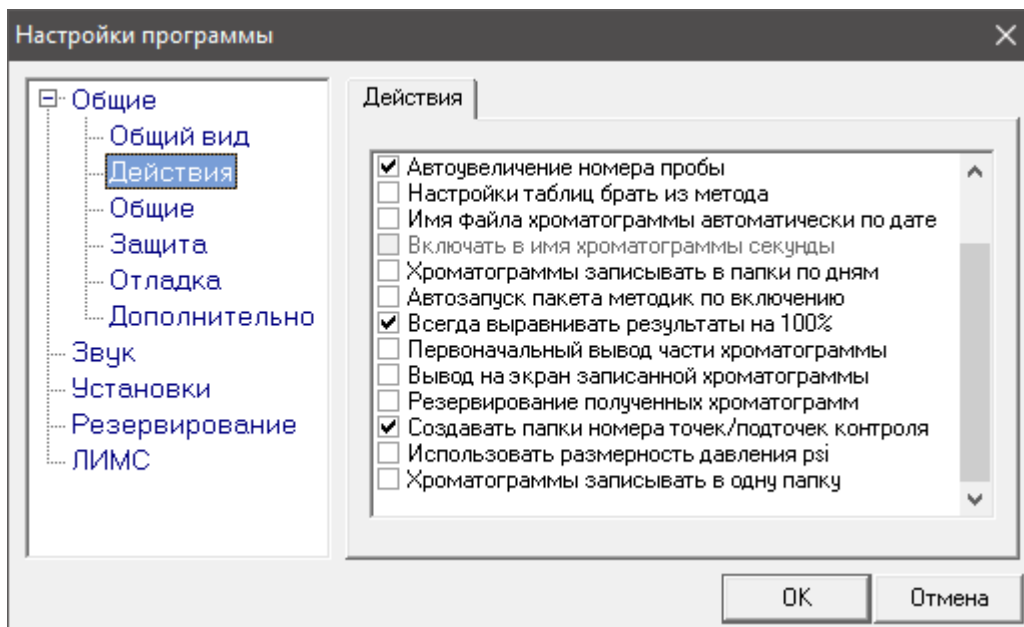 Настройки программы
Общие
Общий вид
Действия
Общие
Защита
Отладка
Дополнительно
Звук
Установки
Резервирование
ЛИМС
Действия
Автоувеличение номера пробы
Настройки таблиц брать из метода
Имя файла хроматограммы автоматически по дате
Включать в имя хроматограммы секунды
Хроматограммы записывать в папки по дням
Автозапуск пакета методик по включению
Всегда выравнивать результаты на 100%
Первоначальный вывод части хроматограммы
Вывод на экран записанной хроматограммы
Резервирование полученных хроматограмм
Создавать папки номера точек/подточек контроля
Использовать размерность давления psi
Хроматограммы записывать в одну папку
OK
Отмена